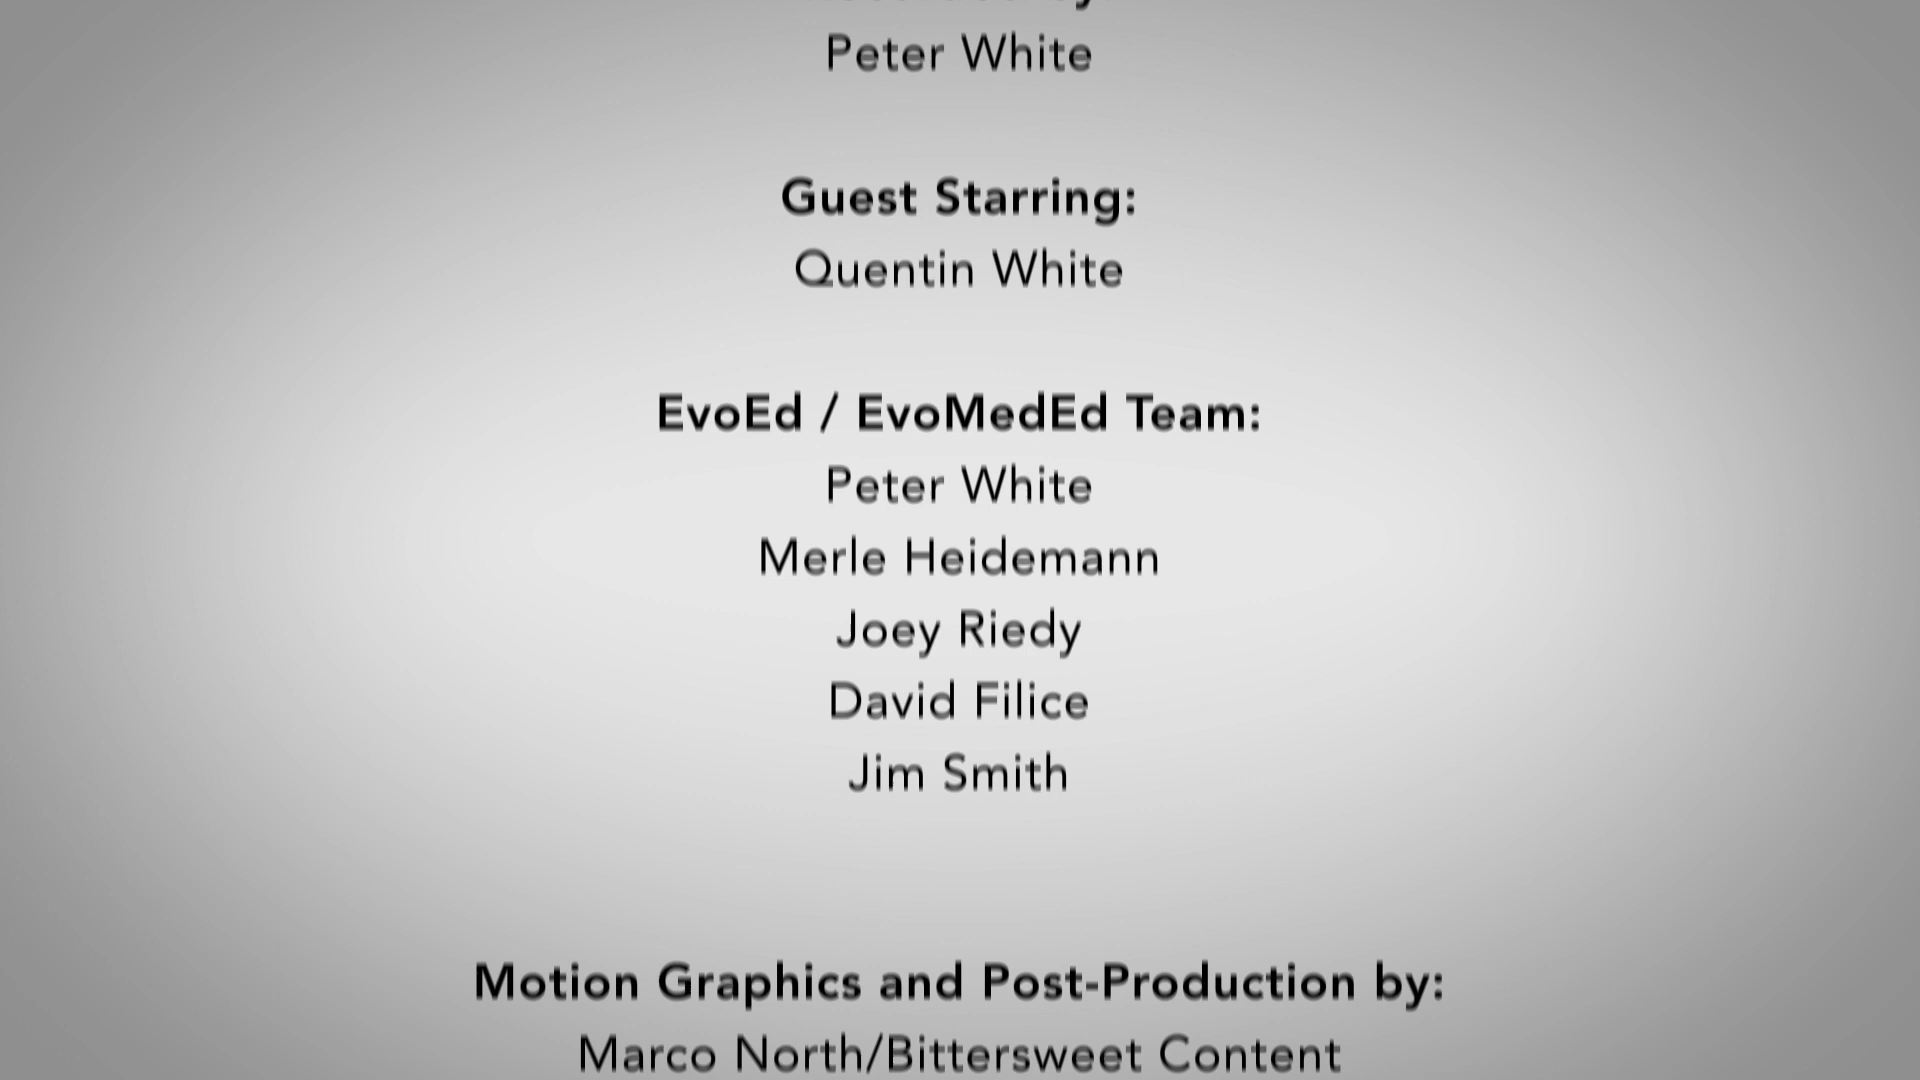 Peter White
Guest Starring:
Quentin White
EvoEd / EvoMedEd Team:
Peter White
Merle Heidemann
Joey Riedy
David Filice
Jim Smith
Motion Graphics and Post-Production by:
Marco North/Bittersweet Content